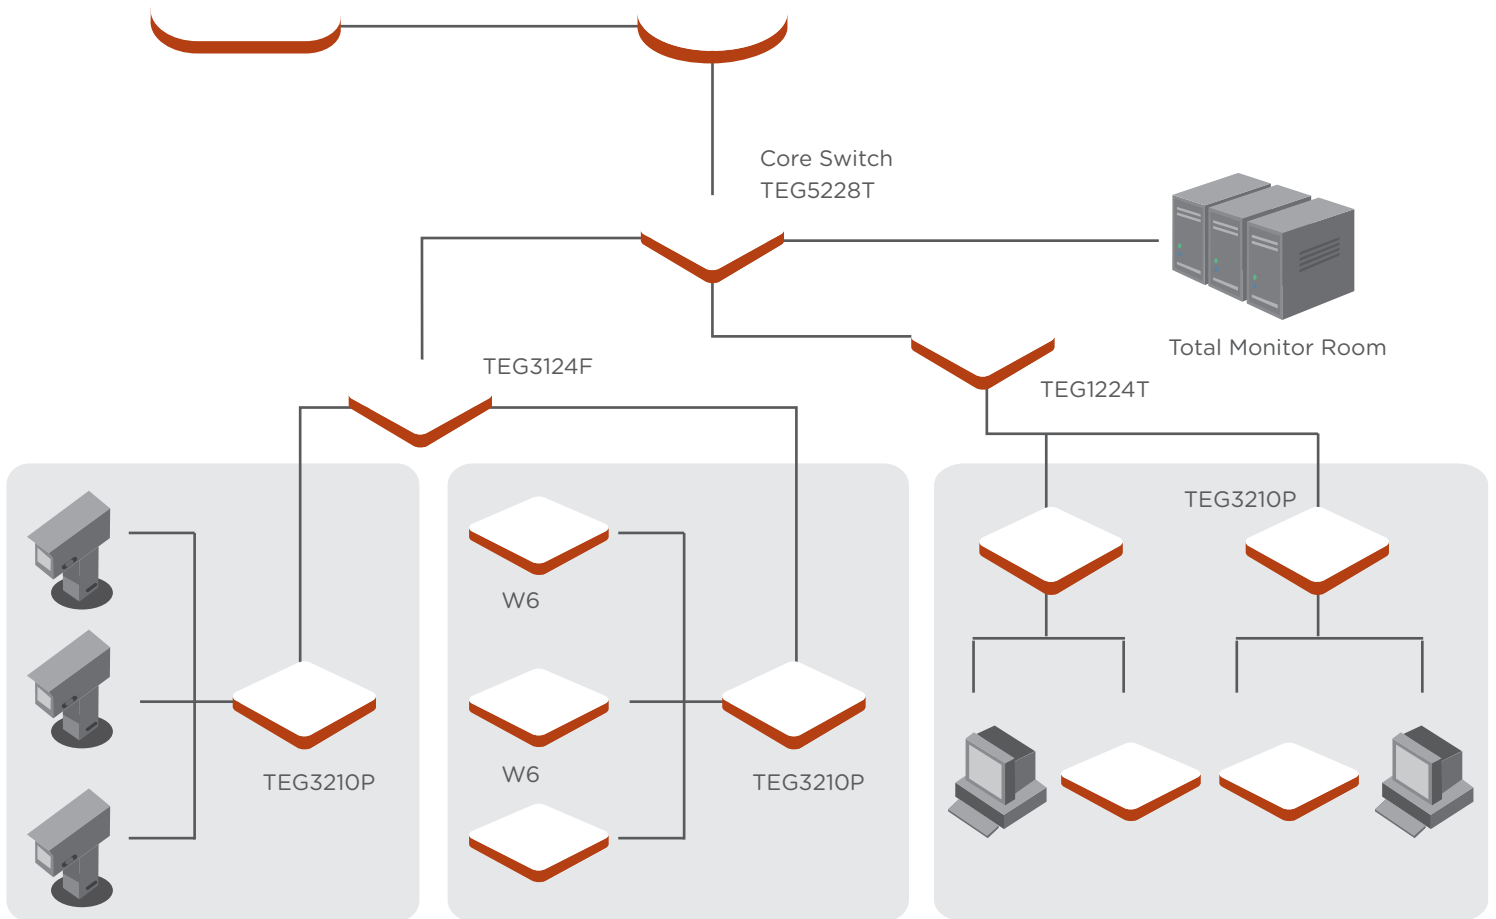 Core Switch
TEG5228T
Total Monitor Room
TEG3124F
TEG1224T
TEG3210P
W6
W6
TEG3210P
TEG3210P